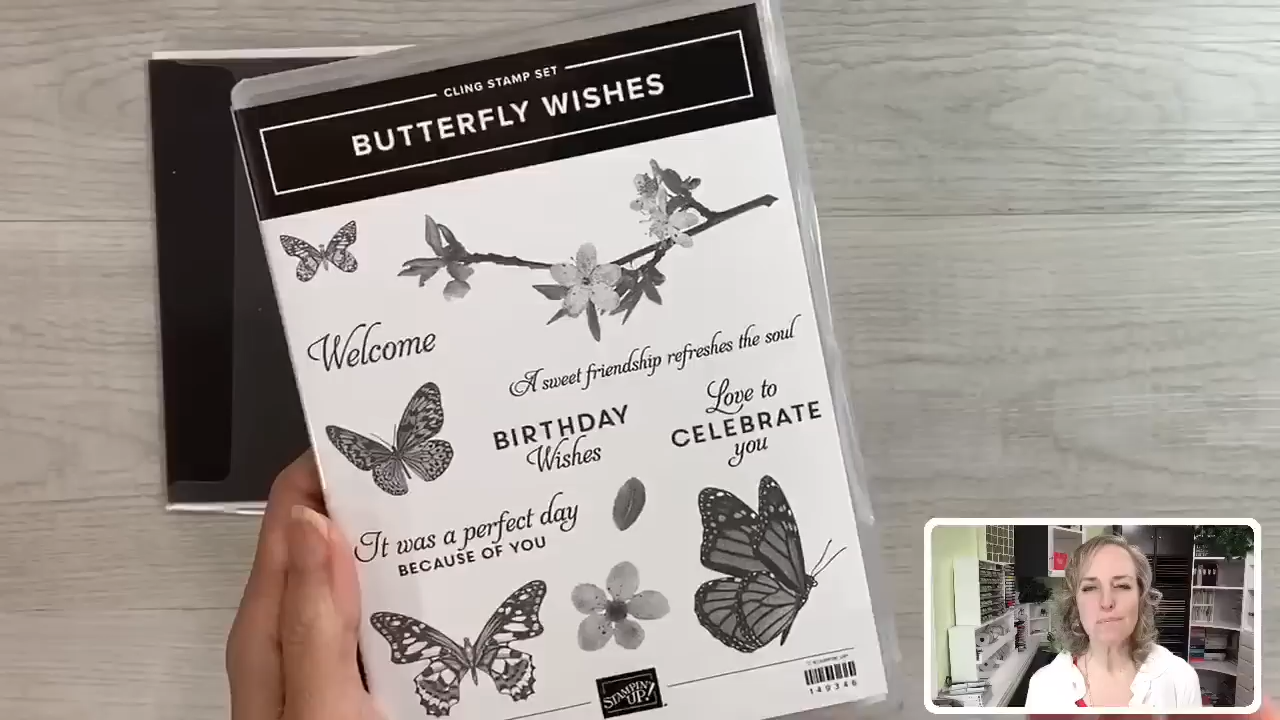 CLING STAMP SET
BUTTERFLY WISHES
Welcome
A sweet friendship refreshes the soul
BIRTHDAY
Wishes
Love to
CELEBRATE
you
It was a perfect day
BECAUSE OF YOU
STAMPIN'
UP!
149346